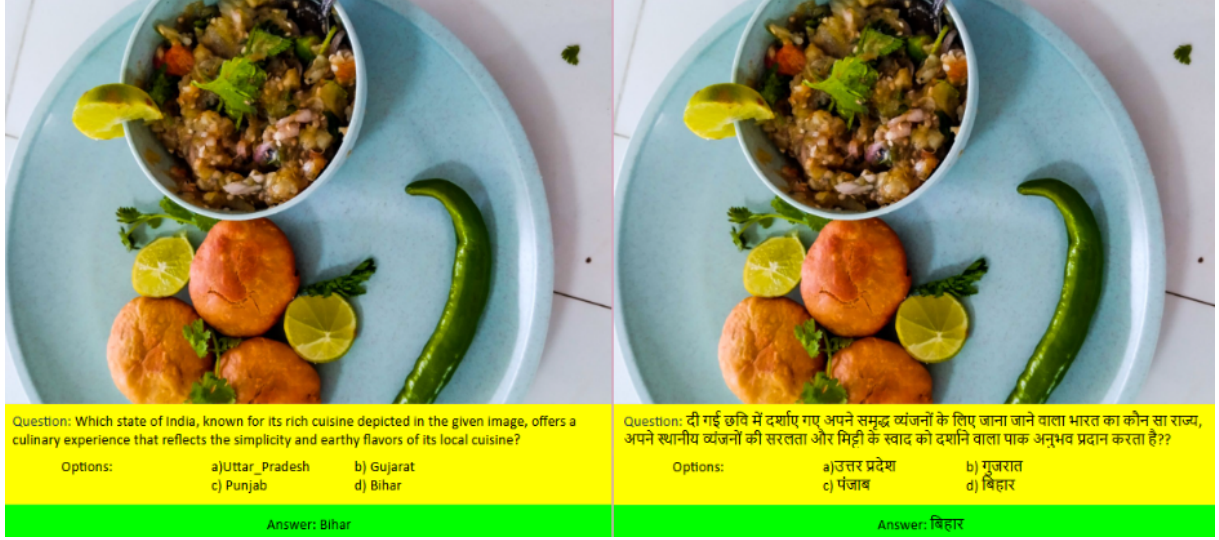 Question: Which state of India, known for its rich cuisine depicted in the given image, offers a
culinary experience that reflects the simplicity and earthy flavors of its local cuisine?
Options: a)Uttar_Pradesh b) Gujarat
c) Punjab d) Bihar
Answer: Bihar
Question: दी गई छवि में दर्शाए गए अपने समृद्ध व्यंजनों के लिए जाना जाने वाला भारत का कौन सा राज्य,
अपने स्थानीय व्यंजनों की सरलता और मिट्टी के स्वाद को दर्शाने वाला पाक अनुभव प्रदान करता है??
Options: a)उत्तर प्रदेश b) गुजरात
c) पंजाब d) बिहार
Answer: बिहार